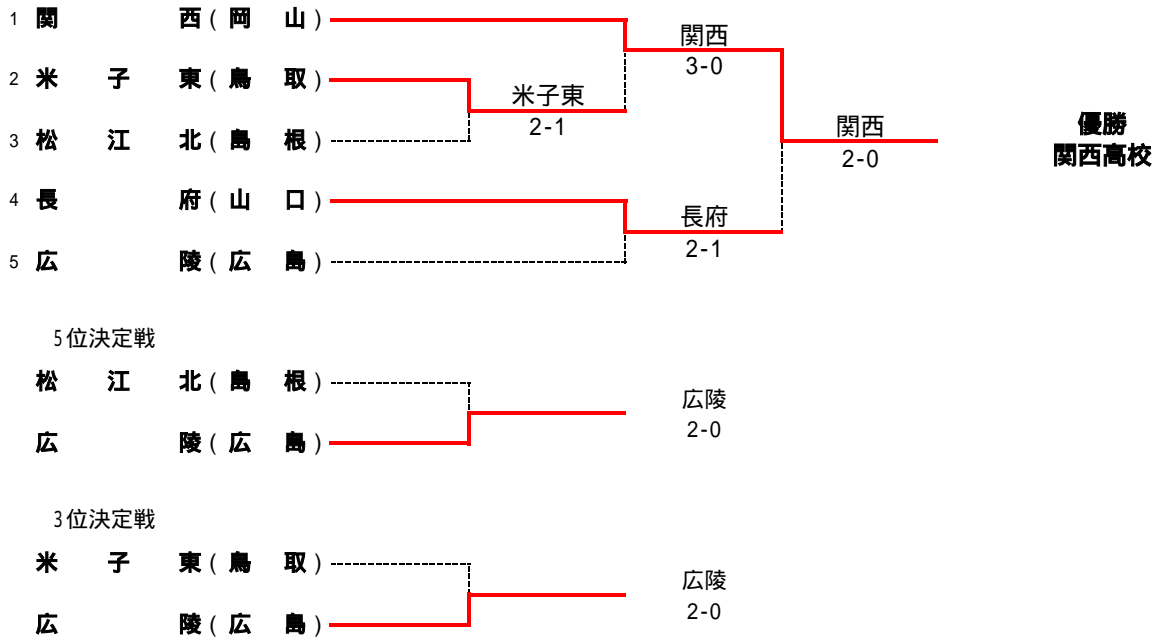 1 関 西 ( 岡 山 )
関西
3-0
2 米 子 東 ( 鳥 取 )
米子東
2-1
3 松 江 北 ( 島 根 )
関西
2-0
優勝
関西高校
4 長 府 ( 山 口 )
長府
2-1
5 広 陵 ( 広 島 )
5位決定戦
松 江 北 ( 島 根 )
広陵
2-0
広 陵 ( 広 島 )
3位決定戦
米 子 東 ( 鳥 取 )
広陵
2-0
広 陵 ( 広 島 )